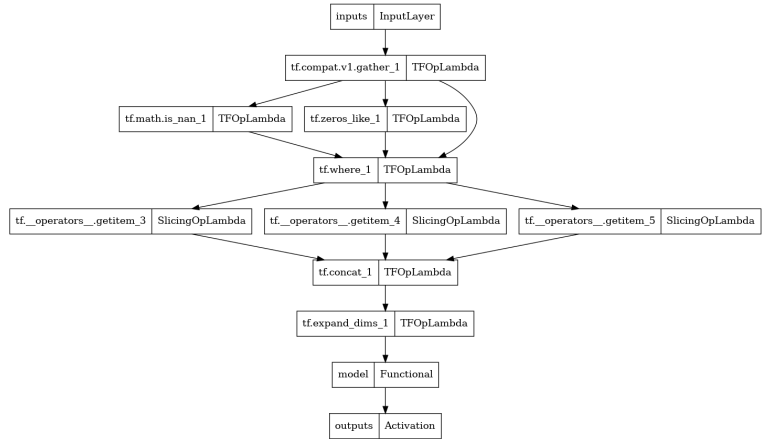 inputs InputLayer
tf.compat.v1.gather_1 TFOpLambda
tf.math.is_nan_1 TFOpLambda tf.zeros_like_1 TFOpLambda
tf.where_1 TFOpLambda
tf.__operators__.getitem_3 SlicingOpLambda tf.__operators__.getitem_4 SlicingOpLambda tf.__operators__.getitem_5 SlicingOpLambda
tf.concat_1 TFOpLambda
tf.expand_dims_1 TFOpLambda
model Functional
outputs Activation